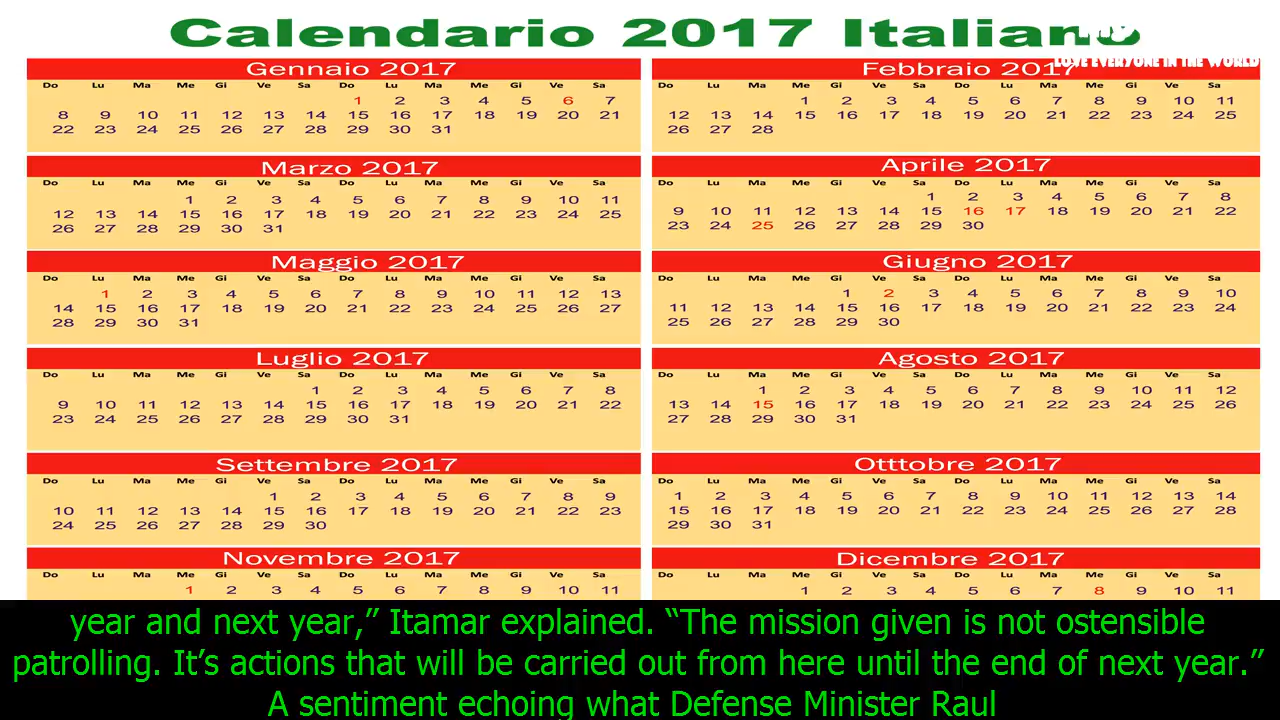 Calendario 2017 Italiano
LOVE EVERYONE IN THE WORLD
Gennaio 2017
Do Lu Ma Me Gi Ve Sa Do Lu Ma Me Gi Ve Sa
1 2 3 4 5 6 7
8 9 10 11 12 13 14 15 16 17 18 19 20 21
22 23 24 25 26 27 28 29 30 31
Febbraio 2017
Do Lu Ma Me Gi Ve Sa Do Lu Ma Me Gi Ve Sa
1 2 3 4 5 6 7 8 9 10 11
12 13 14 15 16 17 18 19 20 21 22 23 24 25
26 27 28
Marzo 2017
Do Lu Ma Me Gi Ve Sa Do Lu Ma Me Gi Ve Sa
1 2 3 4 5 6 7 8 9 10 11
12 13 14 15 16 17 18 19 20 21 22 23 24 25
26 27 28 29 30 31
Aprile 2017
Do Lu Ma Me Gi Ve Sa Do Lu Ma Me Gi Ve Sa
1 2 3 4 5 6 7 8
9 10 11 12 13 14 15 16 17 18 19 20 21 22
23 24 25 26 27 28 29 30
Maggio 2017
Do Lu Ma Me Gi Ve Sa Do Lu Ma Me Gi Ve Sa
1 2 3 4 5 6 7 8 9 10 11 12 13
14 15 16 17 18 19 20 21 22 23 24 25 26 27
28 29 30 31
Giugno 2017
Do Lu Ma Me Gi Ve Sa Do Lu Ma Me Gi Ve Sa
1 2 3 4 5 6 7 8 9 10
11 12 13 14 15 16 17 18 19 20 21 22 23 24
25 26 27 28 29 30
Luglio 2017
Do Lu Ma Me Gi Ve Sa Do Lu Ma Me Gi Ve Sa
1 2 3 4 5 6 7 8
9 10 11 12 13 14 15 16 17 18 19 20 21 22
23 24 25 26 27 28 29 30 31
Agosto 2017
Do Lu Ma Me Gi Ve Sa Do Lu Ma Me Gi Ve Sa
1 2 3 4 5 6 7 8 9 10 11 12
13 14 15 16 17 18 19 20 21 22 23 24 25 26
27 28 29 30 31
Settembre 2017
Do Lu Ma Me Gi Ve Sa Do Lu Ma Me Gi Ve Sa
1 2 3 4 5 6 7 8 9
10 11 12 13 14 15 16 17 18 19 20 21 22 23
24 25 26 27 28 29 30
Otttobre 2017
Do Lu Ma Me Gi Ve Sa Do Lu Ma Me Gi Ve Sa
1 2 3 4 5 6 7 8 9 10 11 12 13 14
15 16 17 18 19 20 21 22 23 24 25 26 27 28
29 30 31
Novembre 2017
Do Lu Ma Me Gi Ve Sa Do Lu Ma Me Gi Ve Sa
1 2 3 4 5 6 7 8 9 10 11
Dicembre 2017
Do Lu Ma Me Gi Ve Sa Do Lu Ma Me Gi Ve Sa
1 2 3 4 5 6 7 8 9 10 11
year and next year,” Itamar explained. “The mission given is not ostensible
patrolling. It’s actions that will be carried out from here until the end of next year.”
A sentiment echoing what Defense Minister Raul